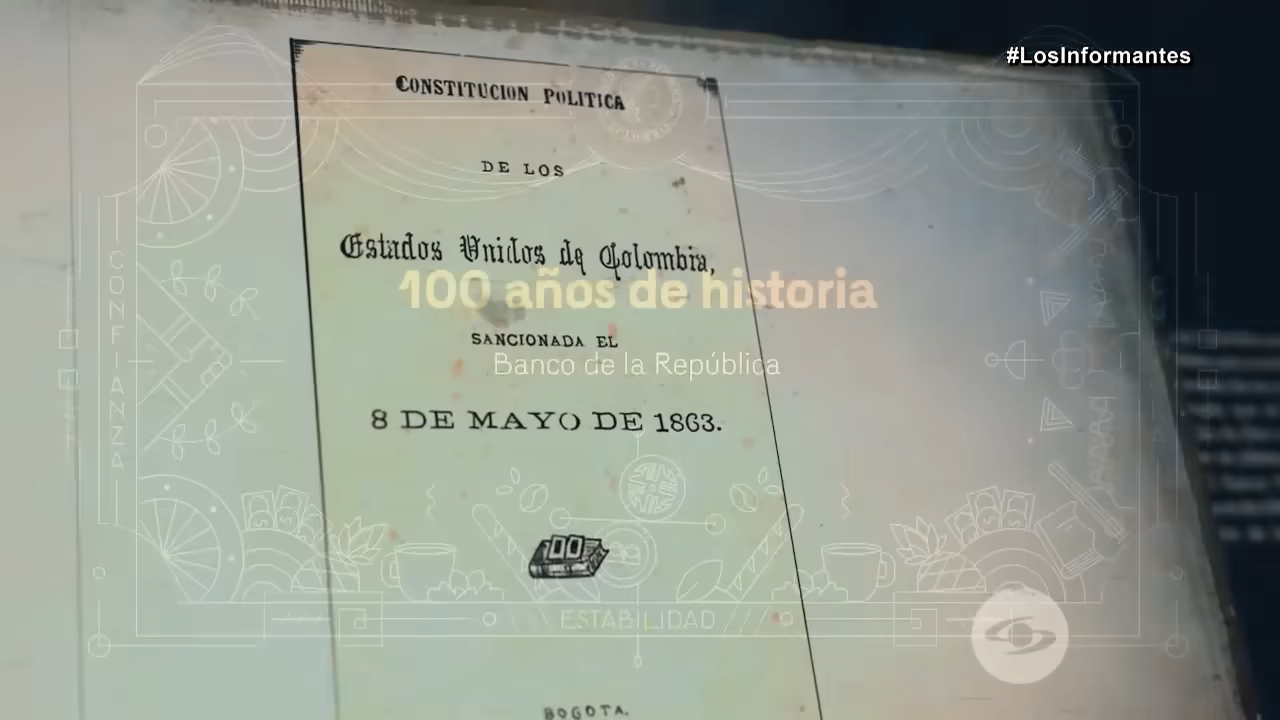 #LosInformantes
CONSTITUCION POLITICA
DE LOS
Estados Unidos de Colombia,
100 años de historia
SANCIONADA EL
Banco de la República
8 DE MAYO DE 1863.
CONFIANZA
ESTABILIDAD
BOGOTA.